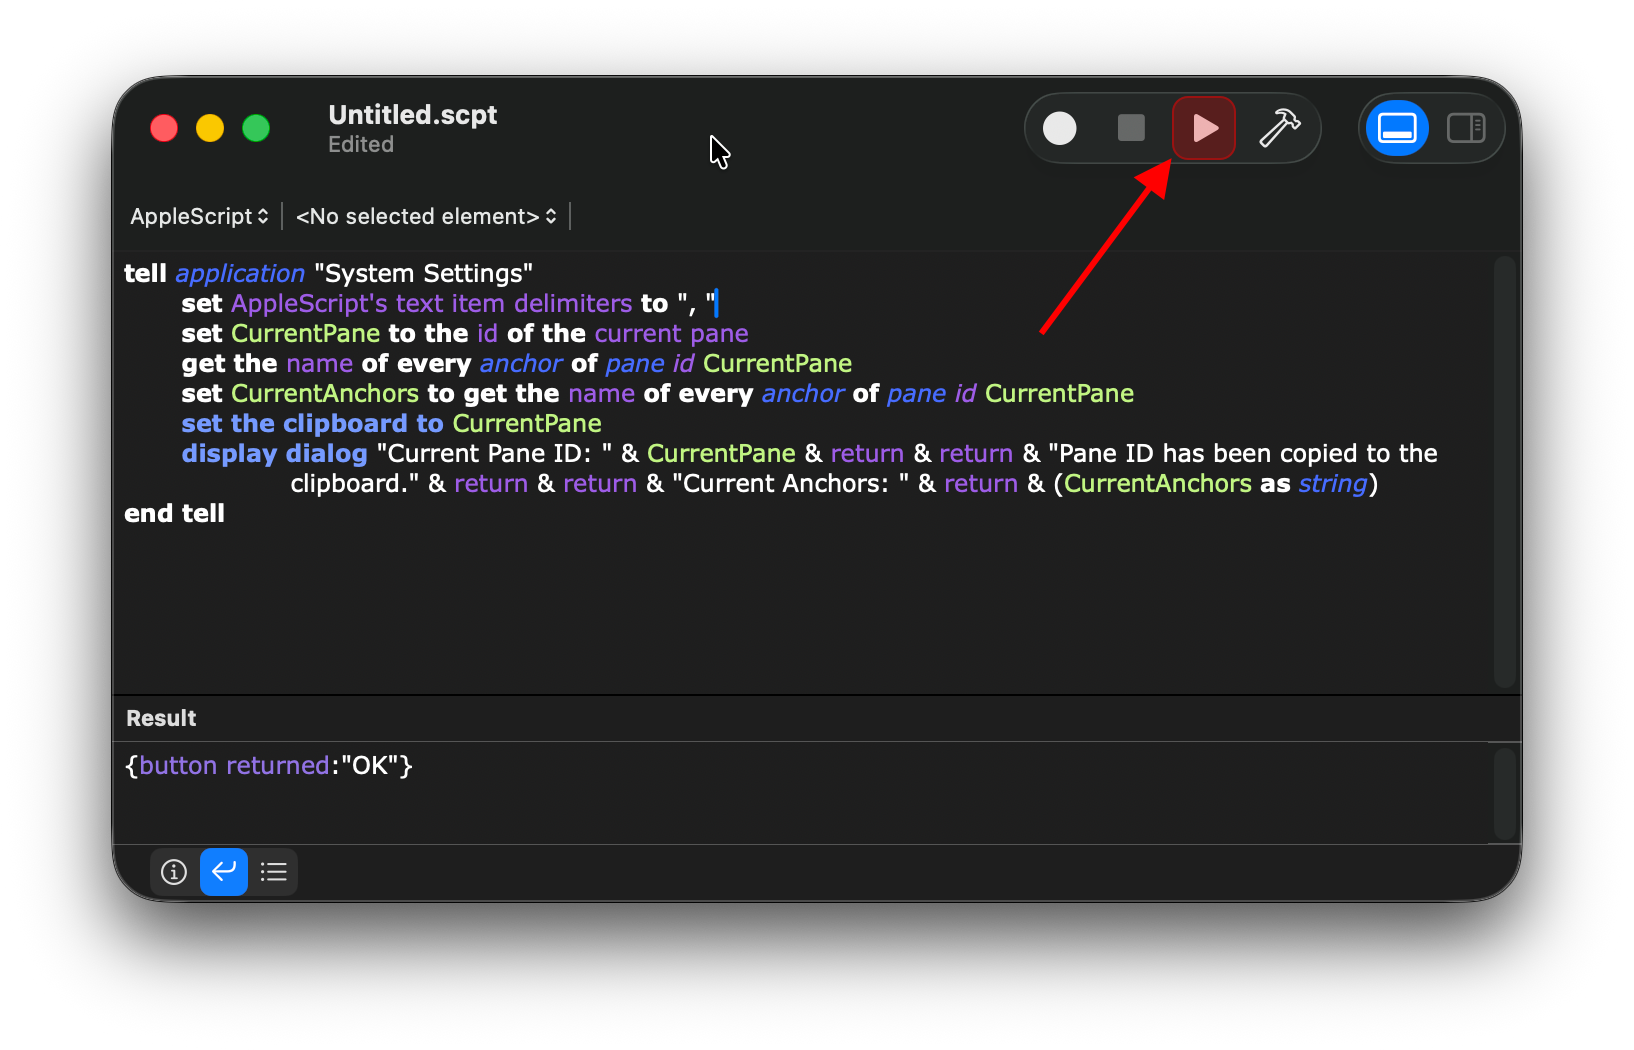 Untitled.scpt
Edited
AppleScript
<No selected element>
tell application "System Settings"
set AppleScript's text item delimiters to ", "
set CurrentPane to the id of the current pane
get the name of every anchor of pane id CurrentPane
set CurrentAnchors to get the name of every anchor of pane id CurrentPane
set the clipboard to CurrentPane
display dialog "Current Pane ID: " & CurrentPane & return & return & "Pane ID has been copied to the
clipboard." & return & return & "Current Anchors: " & return & (CurrentAnchors as string)
end tell
Result
{button returned:"OK"}